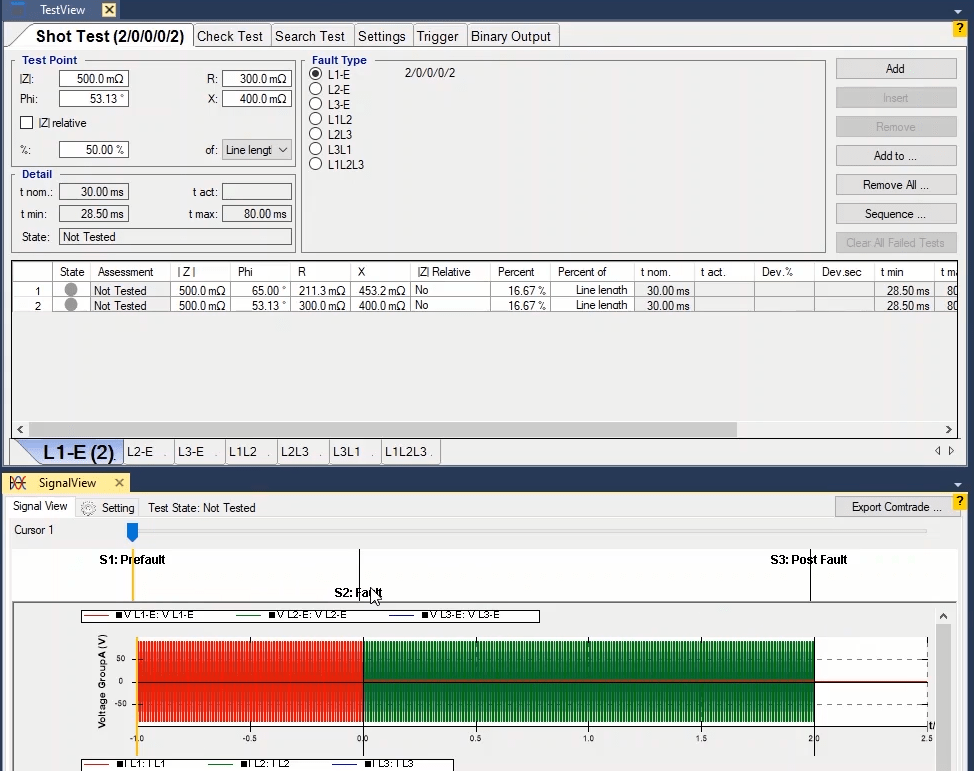 TestView
Shot Test (2/0/0/0/2) Check Test Search Test Settings Trigger Binary Output ?
Test Point Fault Type
|Z|: 500.0 mΩ R: 300.0 mΩ L1-E 2/0/0/0/2 Add
Phi: 53.13 ° X: 400.0 mΩ L2-E Insert
L3-E
|Z| relative L1L2 Remove
%: 50.00 % of: Line lengt L2L3 Add to ...
L3L1
Detail L1L2L3
t nom.: 30.00 ms t act: Remove All ...
t min: 28.50 ms t max: 80.00 ms Sequence ...
State: Not Tested Clear All Failed Tests
State Assessment | Z | Phi R X |Z| Relative Percent Percent of t nom. t act. Dev.% Dev.sec t min t m
1 Not Tested 500.0 mΩ 65.00 ° 211.3 mΩ 453.2 mΩ No 16.67 % Line length 30.00 ms 28.50 ms 80
2 Not Tested 500.0 mΩ 53.13 ° 300.0 mΩ 400.0 mΩ No 16.67 % Line length 30.00 ms 28.50 ms 80
L1-E (2) L2-E L3-E L1L2 L2L3 L3L1 L1L2L3
SignalView
Signal View Setting Test State: Not Tested Export Comtrade ... ?
Cursor 1
S1: Prefault S3: Post Fault
S2: Fault
V L1-E: V L1-E V L2-E: V L2-E V L3-E: V L3-E
Voltage GroupA (V)
50
0
-50
t/
-1.0 -0.5 0.0 0.5 1.0 1.5 2.0 2.5
I L1: I L1 I L2: I L2 I L3: I L3